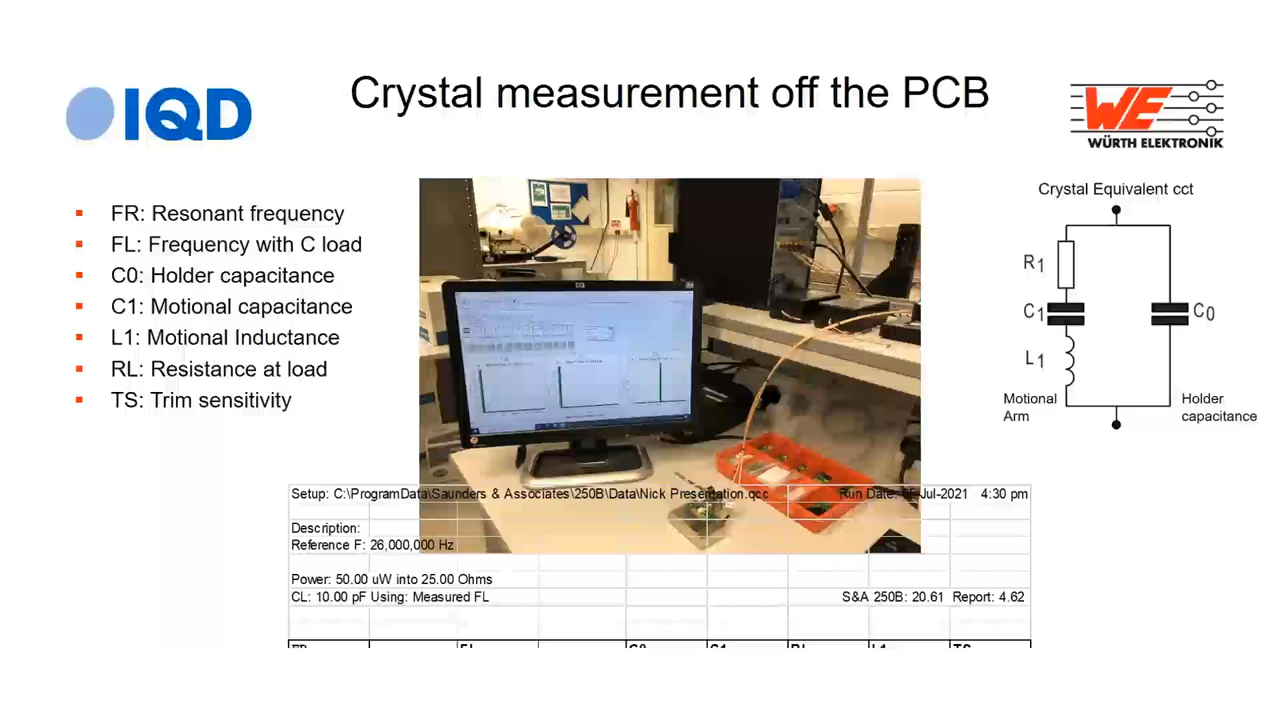 Crystal measurement off the PCB
IQD
WE
WÜRTH ELEKTRONIK
FR: Resonant frequency
FL: Frequency with C load
C0: Holder capacitance
C1: Motional capacitance
L1: Motional Inductance
RL: Resistance at load
TS: Trim sensitivity
Crystal Equivalent cct
R1
C1
C0
L1
Motional
Arm
Holder
capacitance
Setup: C:\ProgramData\Saunders & Associates\250B\Data\Nick Presentation.qcc
Run Date: Jul-2021 4:30 pm
Description:
Reference F: 26,000,000 Hz
Power: 50.00 uW into 25.00 Ohms
CL: 10.00 pF Using: Measured FL
S&A 250B: 20.61 Report: 4.62